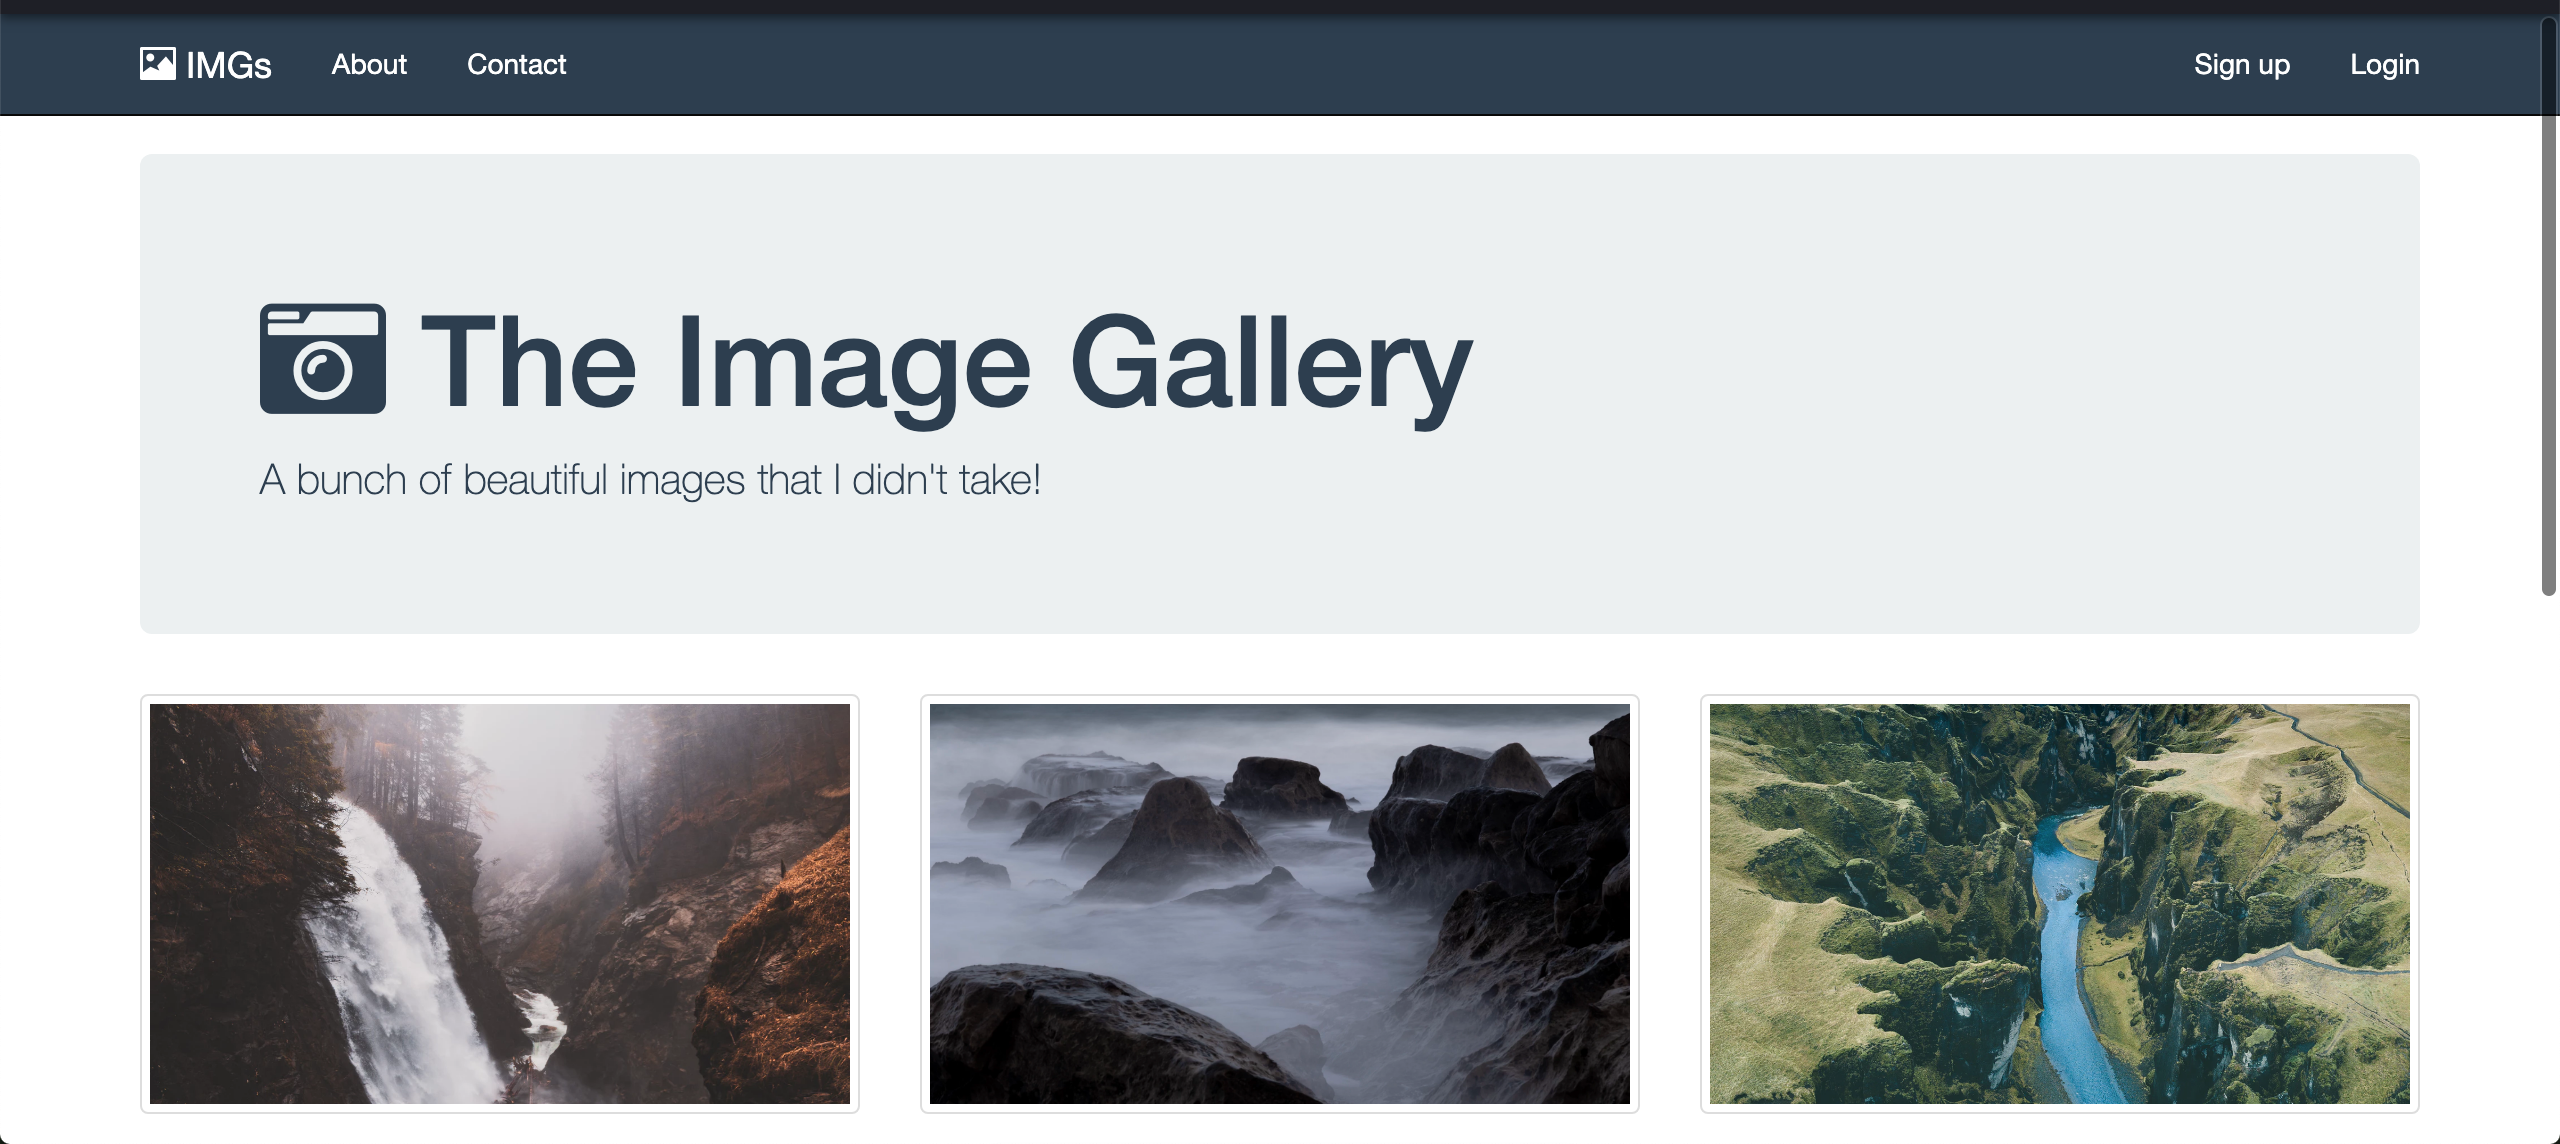 IMGs About Contact Sign up Login
The Image Gallery
A bunch of beautiful images that I didn't take!